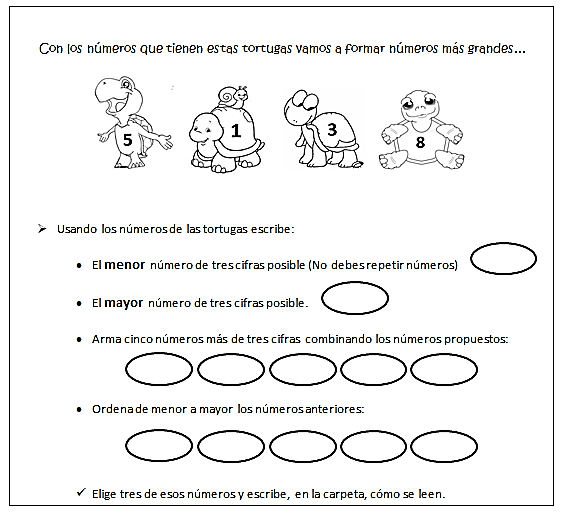 Con los números que tienen estas tortugas vamos a formar números más grandes...
5 1 3 8
Usando los números de las tortugas escribe:
El menor número de tres cifras posible (No debes repetir números)
El mayor número de tres cifras posible.
Arma cinco números más de tres cifras combinando los números propuestos:
Ordena de menor a mayor los números anteriores:
Elige tres de esos números y escribe, en la carpeta, cómo se leen.